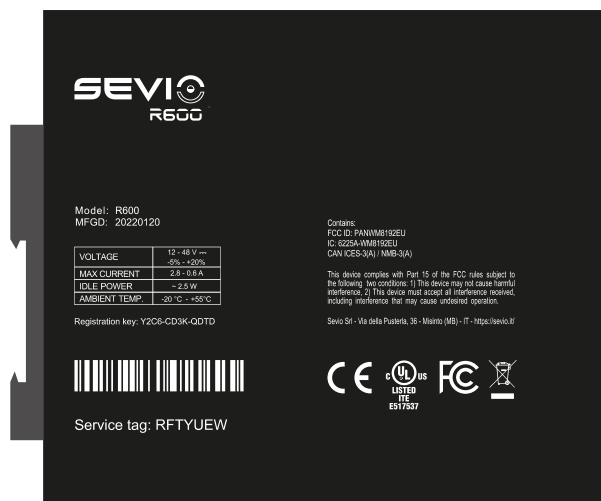 SEVIO
R600
Model: R600
MFGD: 20220120
VOLTAGE 12 - 48 V ⎓
-5% - +20%
MAX CURRENT 2.8 - 0.6 A
IDLE POWER ~ 2.5 W
AMBIENT TEMP. -20 °C - +55°C
Registration key: Y2C6-CD3K-QDTD
Service tag: RFTYUEW
Contains:
FCC ID: PANWM8192EU
IC: 6225A-WM8192EU
CAN ICES-3(A) / NMB-3(A)
This device complies with Part 15 of the FCC rules subject to
the following two conditions: 1) This device may not cause harmful
interference, 2) This device must accept all interference received,
including interference that may cause undesired operation.
Sevio Srl - Via della Pusterla, 36 - Misinto (MB) - IT - https://sevio.it/
CE
c UL us
LISTED
ITE
E517537
FC